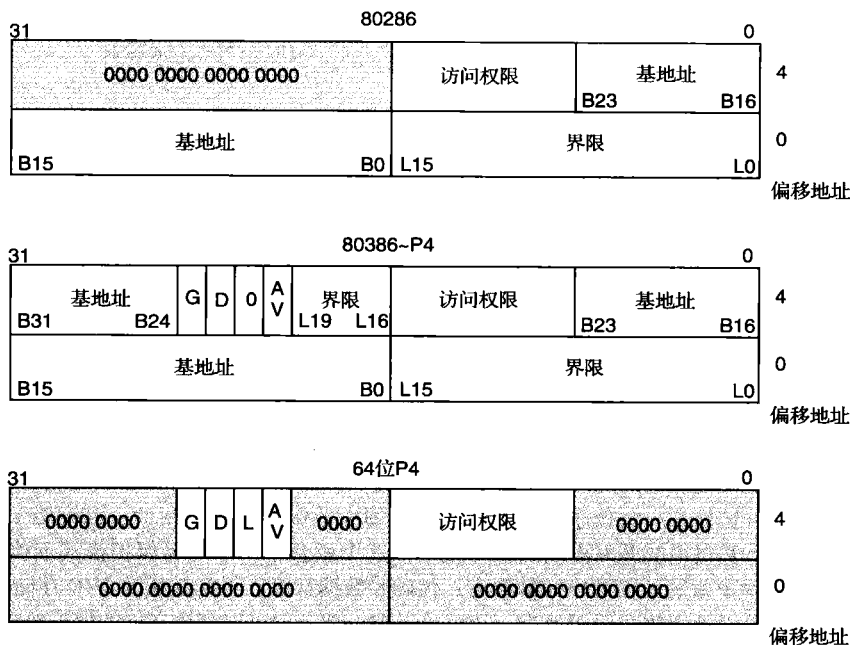 80286
31 0
0000 0000 0000 0000 访问权限 基地址 4
B23 B16
基地址 界限 0
B15 B0 L15 L0
偏移地址
80386~P4
31 0
基地址 G D 0 AV 界限 访问权限 基地址 4
B31 B24 L19 L16 B23 B16
基地址 界限 0
B15 B0 L15 L0
偏移地址
64位P4
31 0
0000 0000 G D L AV 0000 访问权限 0000 0000 4
0000 0000 0000 0000 0000 0000 0000 0000 0
偏移地址